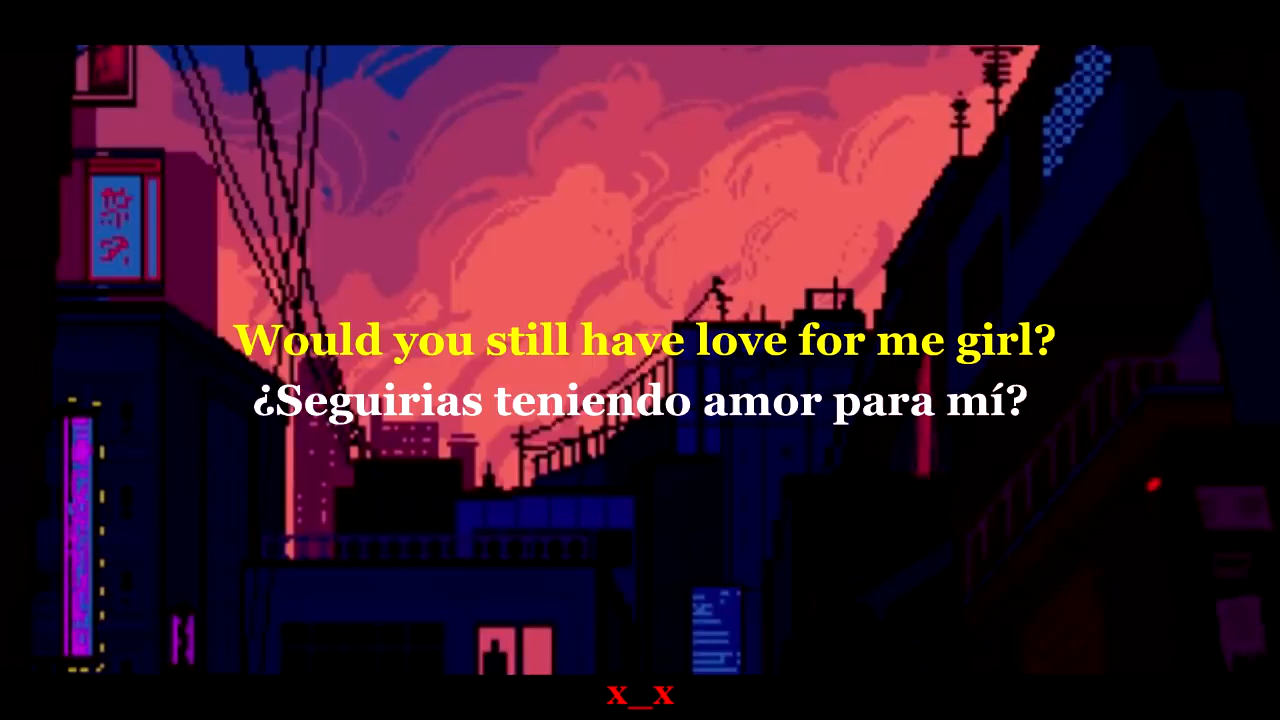 Would you still have love for me girl?
¿Seguirias teniendo amor para mí?
x_x